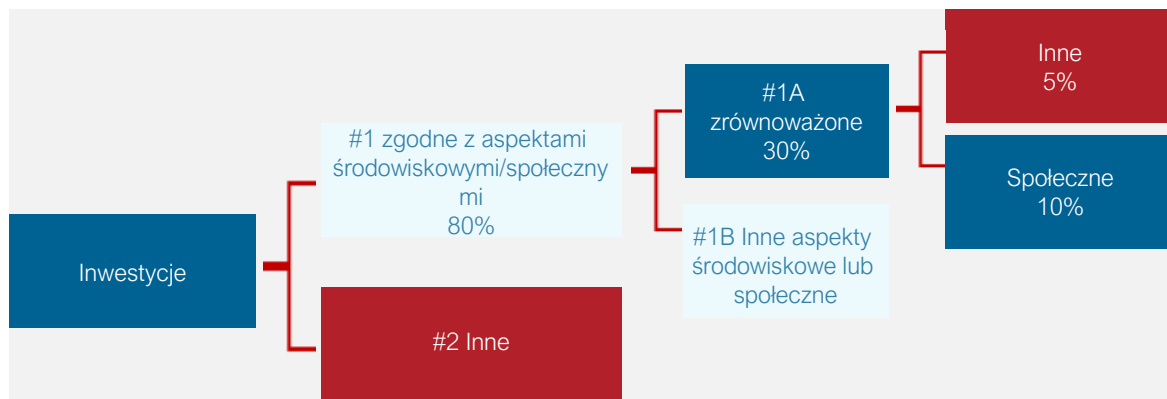 Inwestycje
#1 zgodne z aspektami
środowiskowymi/społeczny
mi
80%
#2 Inne
#1A
zrównoważone
30%
#1B Inne aspekty
środowiskowe lub
społeczne
Inne
5%
Społeczne
10%